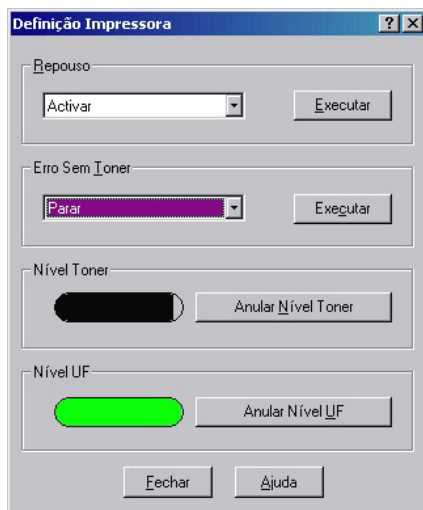 Definição Impressora
Repouso
Activar
Executar
Erro Sem Toner
Parar
Executar
Nível Toner
Anular Nível Toner
Nível UF
Anular Nível UF
Fechar
Ajuda